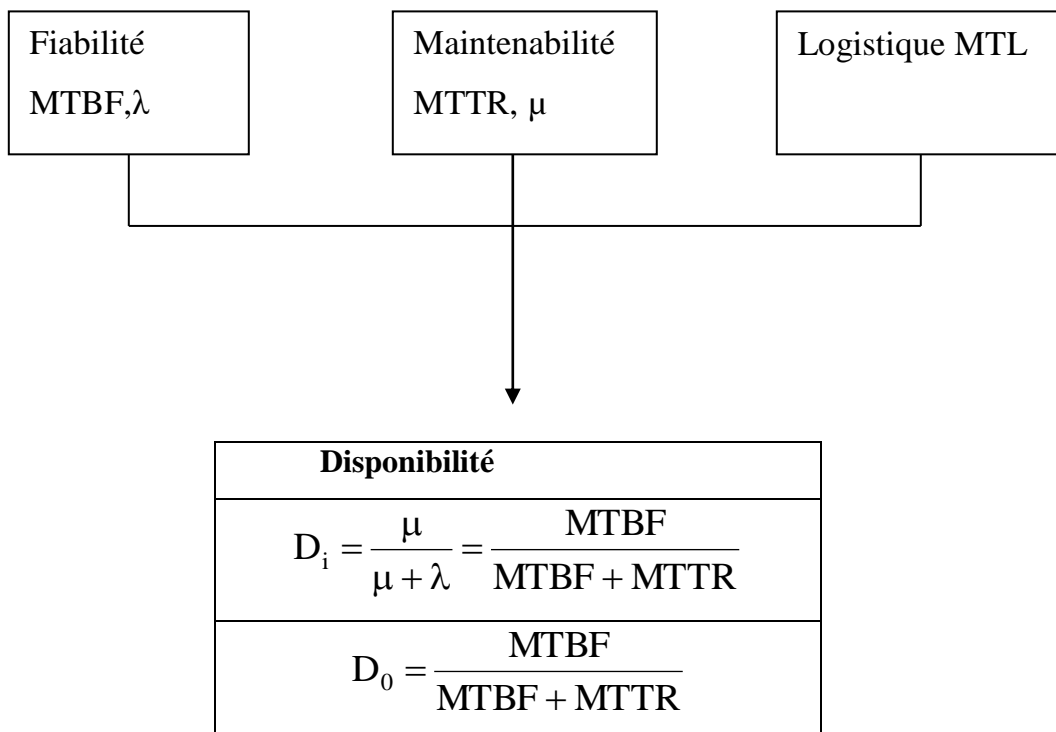 Fiabilité
MTBF,λ
Maintenabilité
MTTR, µ
Logistique MTL
Disponibilité
D_i = μ / (μ + λ) = MTBF / (MTBF + MTTR)
D_0 = MTBF / (MTBF + MTTR)